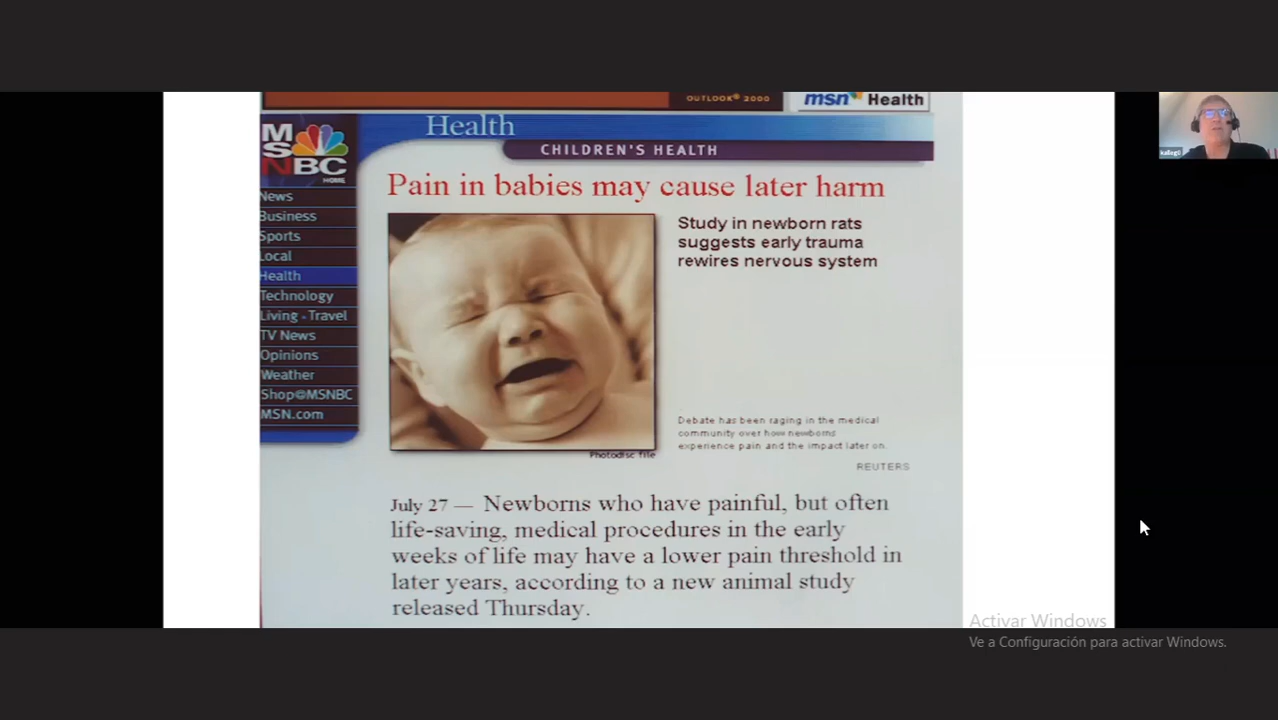 OUTLOOK® 2000
msn Health
MSNBC
HOME
Health
CHILDREN'S HEALTH
News
Business
Sports
Local
Health
Technology
Living - Travel
TV News
Opinions
Weather
Shop@MSNBC
MSN.com
Pain in babies may cause later harm
Study in newborn rats
suggests early trauma
rewires nervous system
Debate has been raging in the medical
community over how newborns
experience pain and the impact later on.
REUTERS
Photodisc file
July 27 — Newborns who have painful, but often
life-saving, medical procedures in the early
weeks of life may have a lower pain threshold in
later years, according to a new animal study
released Thursday.
Activar Windows
Ve a Configuración para activar Windows.